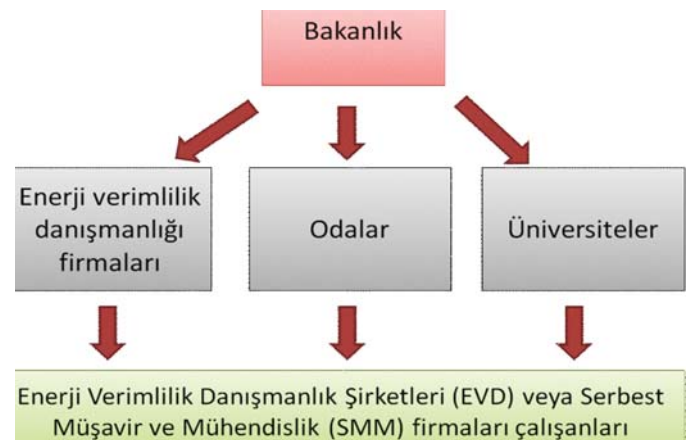 Bakanlık
Enerji verimlilik
danışmanlığı
firmaları
Odalar
Üniversiteler
Enerji Verimlilik Danışmanlık Şirketleri (EVD) veya Serbest
Müşavir ve Mühendislik (SMM) firmaları çalışanları